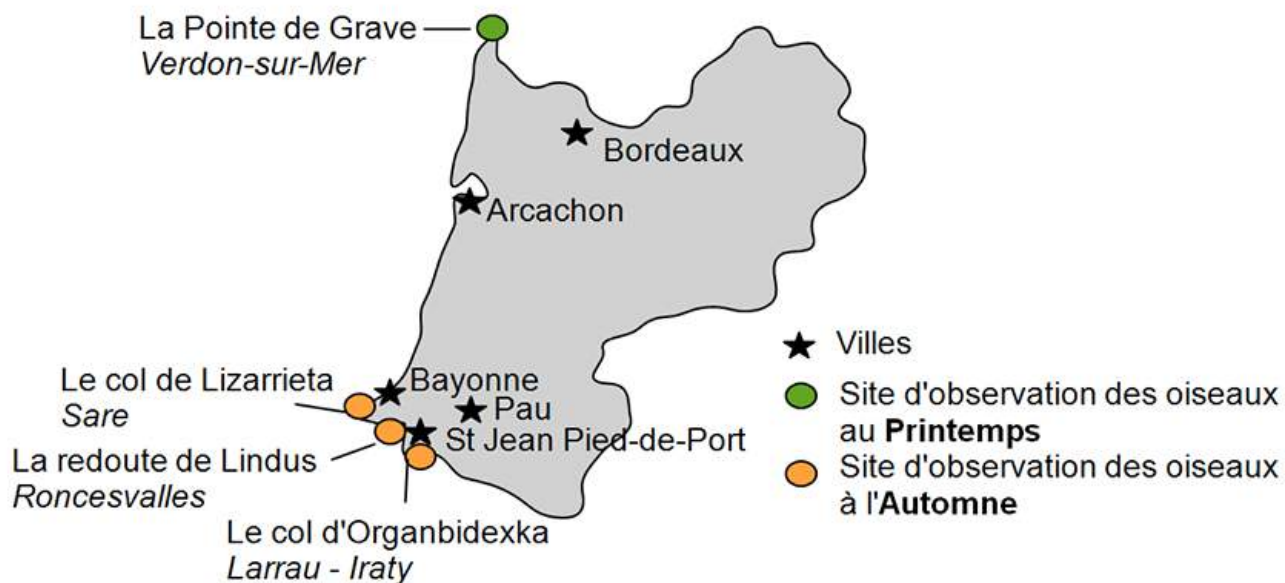 La Pointe de Grave
Verdon-sur-Mer
Bordeaux
Arcachon
Villes
Le col de Lizarrieta
Sare
Bayonne
Pau
Site d'observation des oiseaux
au Printemps
St Jean Pied-de-Port
La redoute de Lindus
Roncesvalles
Site d'observation des oiseaux
à l'Automne
Le col d'Organbidexka
Larrau - Iraty